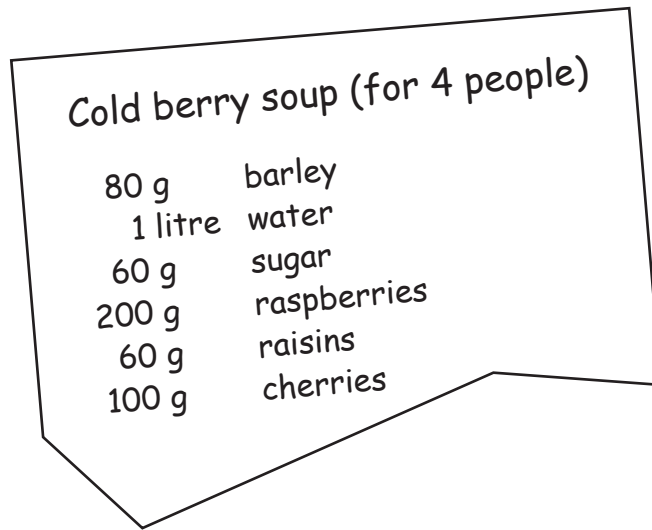 Cold berry soup (for 4 people)
80 g barley
1 litre water
60 g sugar
200 g raspberries
60 g raisins
100 g cherries